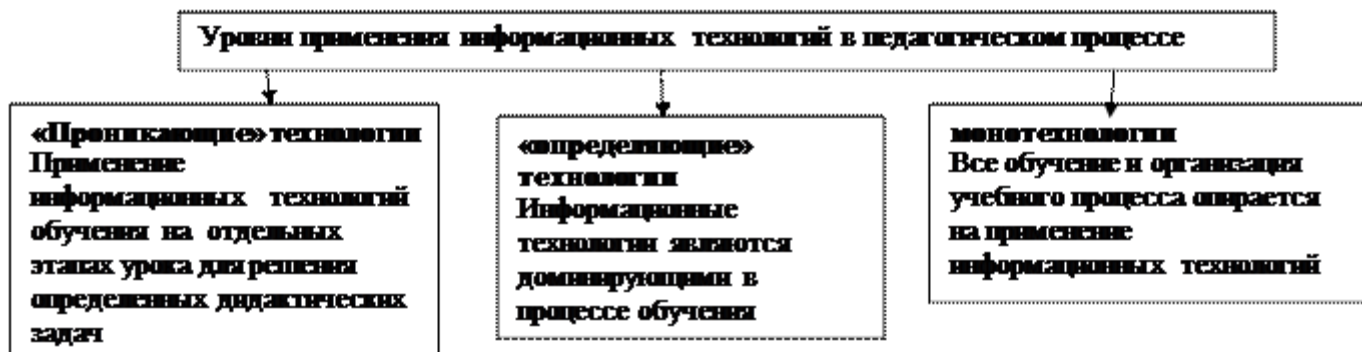 Уровни применения информационных технологий в педагогическом процессе
«Проникающие» технологии
Применение
информационных технологий
обучения на отдельных
этапах урока для решения
определенных дидактических
задач
«определяющие»
технологии
Информационные
технологии являются
доминирующими в
процессе обучения
монотехнологии
Все обучение и организация
учебного процесса опирается
на применение
информационных технологий